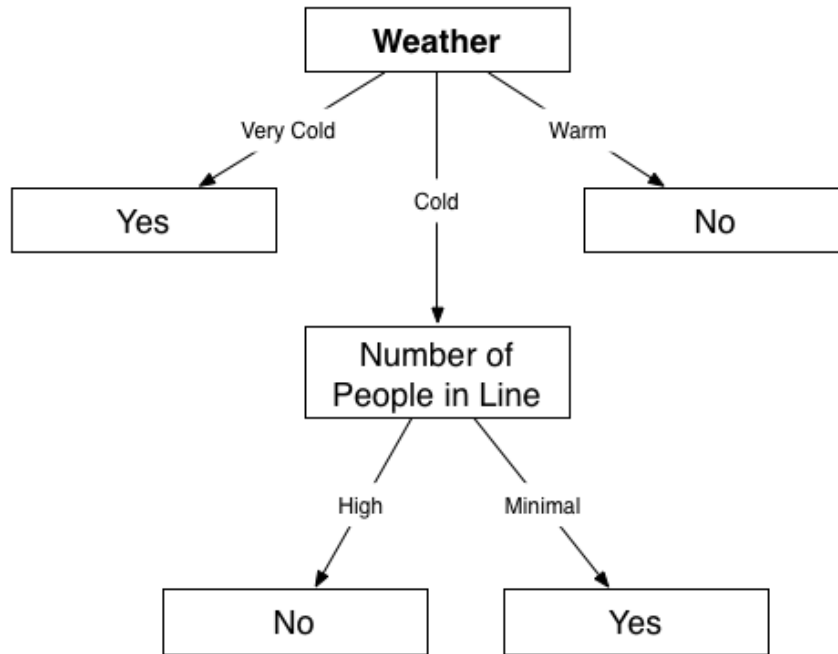 Weather
Very Cold
Warm
Yes
Cold
No
Number of
People in Line
High
Minimal
No
Yes